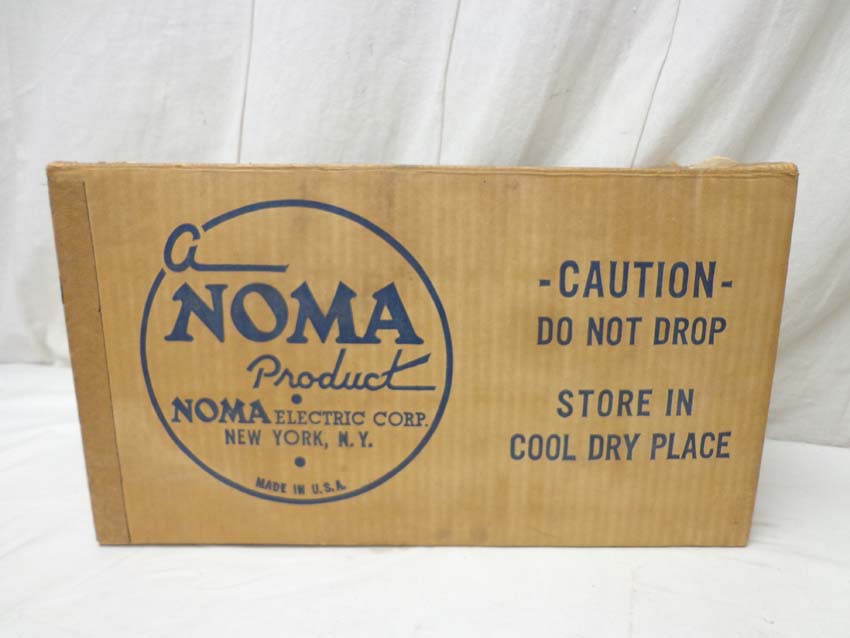 a
NOMA
Product
NOMA ELECTRIC CORP.
NEW YORK, N.Y.
MADE IN U.S.A.
-CAUTION-
DO NOT DROP
STORE IN
COOL DRY PLACE